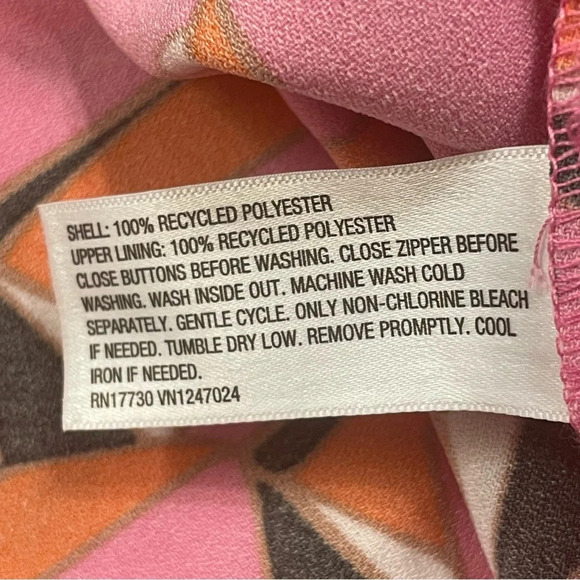 SHELL: 100% RECYCLED POLYESTER
UPPER LINING: 100% RECYCLED POLYESTER
CLOSE BUTTONS BEFORE WASHING. CLOSE ZIPPER BEFORE
WASHING. WASH INSIDE OUT. MACHINE WASH COLD
SEPARATELY. GENTLE CYCLE. ONLY NON-CHLORINE BLEACH
IF NEEDED. TUMBLE DRY LOW. REMOVE PROMPTLY. COOL
IRON IF NEEDED.
RN17730 VN1247024